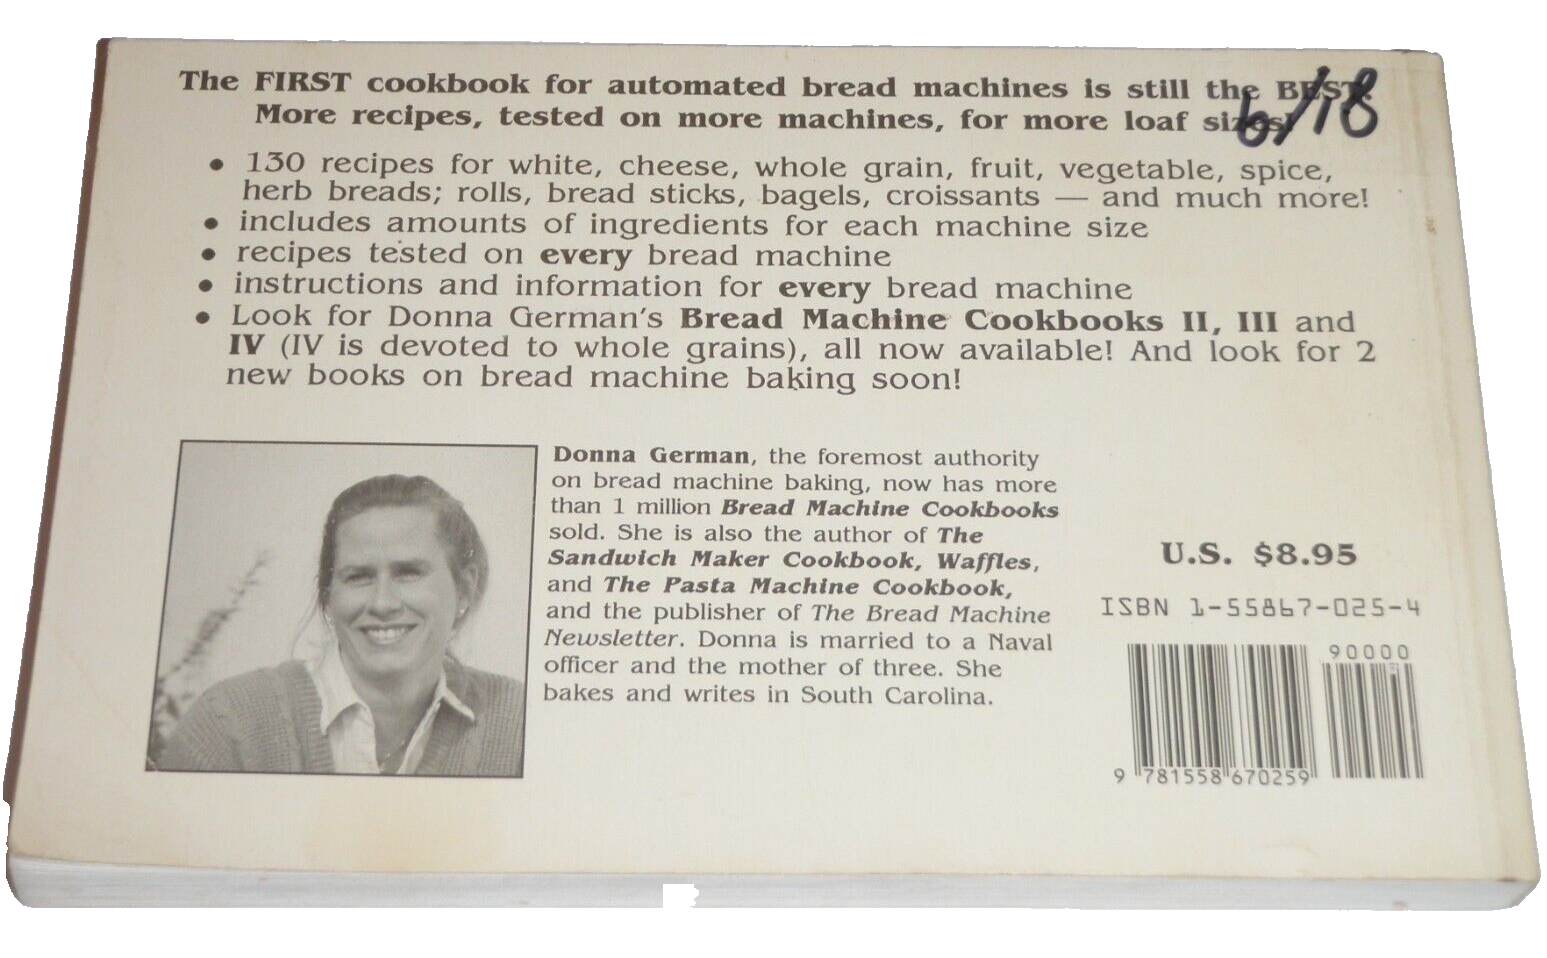 The FIRST cookbook for automated bread machines is still the BEST.
More recipes, tested on more machines, for more loaf sizes!
6/18
• 130 recipes for white, cheese, whole grain, fruit, vegetable, spice,
herb breads; rolls, bread sticks, bagels, croissants — and much more!
• includes amounts of ingredients for each machine size
• recipes tested on every bread machine
• instructions and information for every bread machine
• Look for Donna German's Bread Machine Cookbooks II, III and
IV (IV is devoted to whole grains), all now available! And look for 2
new books on bread machine baking soon!
Donna German, the foremost authority
on bread machine baking, now has more
than 1 million Bread Machine Cookbooks
sold. She is also the author of The
Sandwich Maker Cookbook, Waffles,
and The Pasta Machine Cookbook,
and the publisher of The Bread Machine
Newsletter. Donna is married to a Naval
officer and the mother of three. She
bakes and writes in South Carolina.
U.S. $8.95
ISBN 1-55867-025-4
90000
9 781558 670259